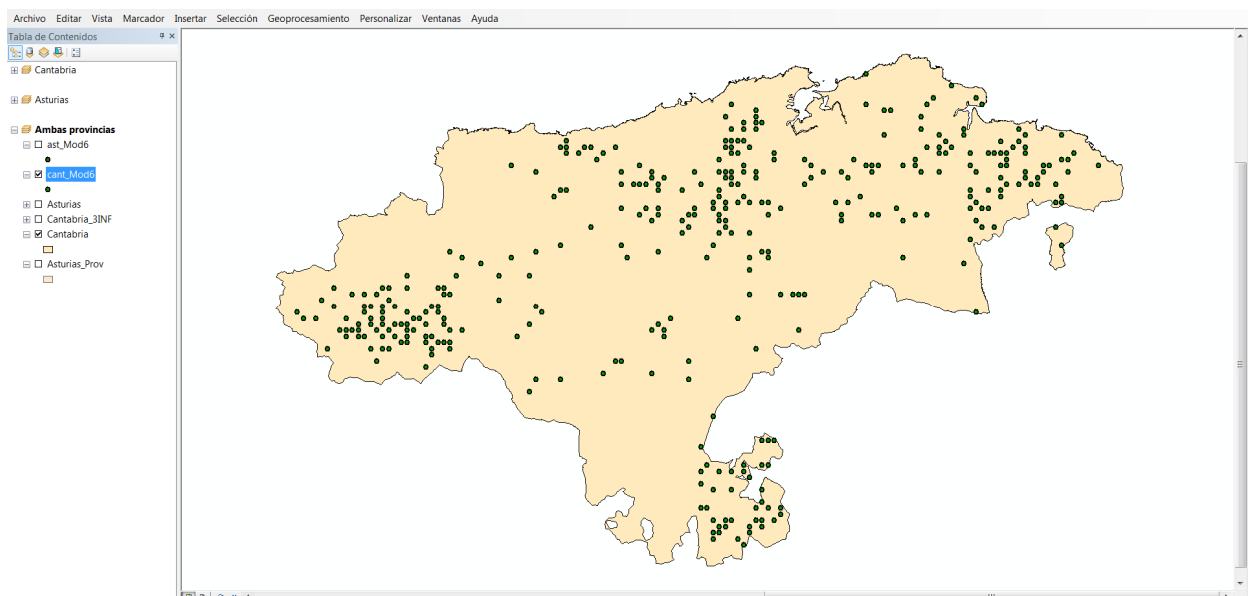 Archivo Editar Vista Marcador Insertar Selección Geoprocesamiento Personalizar Ventanas Ayuda
Tabla de Contenidos
Cantabria
Asturias
Ambas provincias
ast_Mod6
cant_Mod6
Asturias
Cantabria_3INF
Cantabria
Asturias_Prov